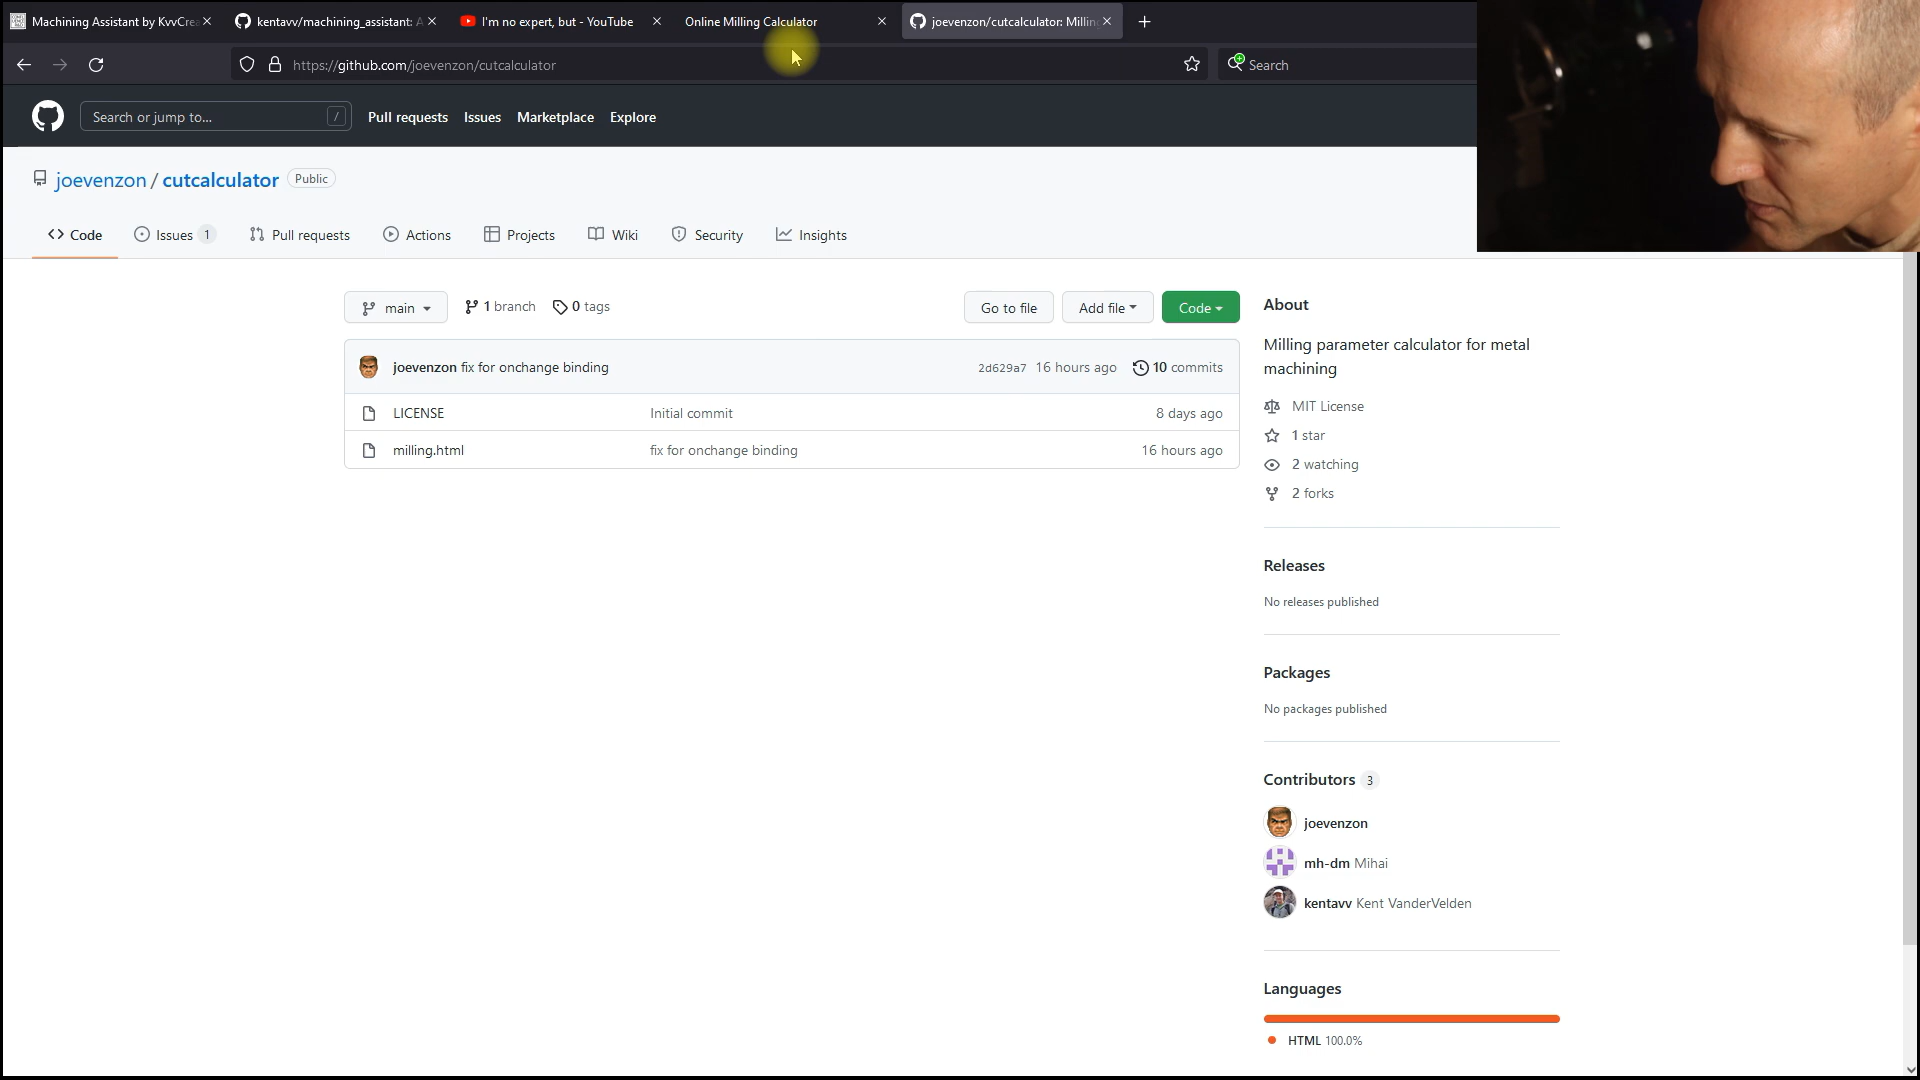 Machining Assistant by KvvCrea
kentavv/machining_assistant: A
I'm no expert, but - YouTube
Online Milling Calculator
joevenzon/cutcalculator: Millin
https://github.com/joevenzon/cutcalculator
Search
Search or jump to...
/
Pull requests
Issues
Marketplace
Explore
joevenzon / cutcalculator
Public
Code
Issues 1
Pull requests
Actions
Projects
Wiki
Security
Insights
main
1 branch
0 tags
Go to file
Add file
Code
joevenzon fix for onchange binding
2d629a7 16 hours ago
10 commits
LICENSE
Initial commit
8 days ago
milling.html
fix for onchange binding
16 hours ago
About
Milling parameter calculator for metal
machining
MIT License
1 star
2 watching
2 forks
Releases
No releases published
Packages
No packages published
Contributors 3
joevenzon
mh-dm Mihai
kentavv Kent VanderVelden
Languages
HTML 100.0%